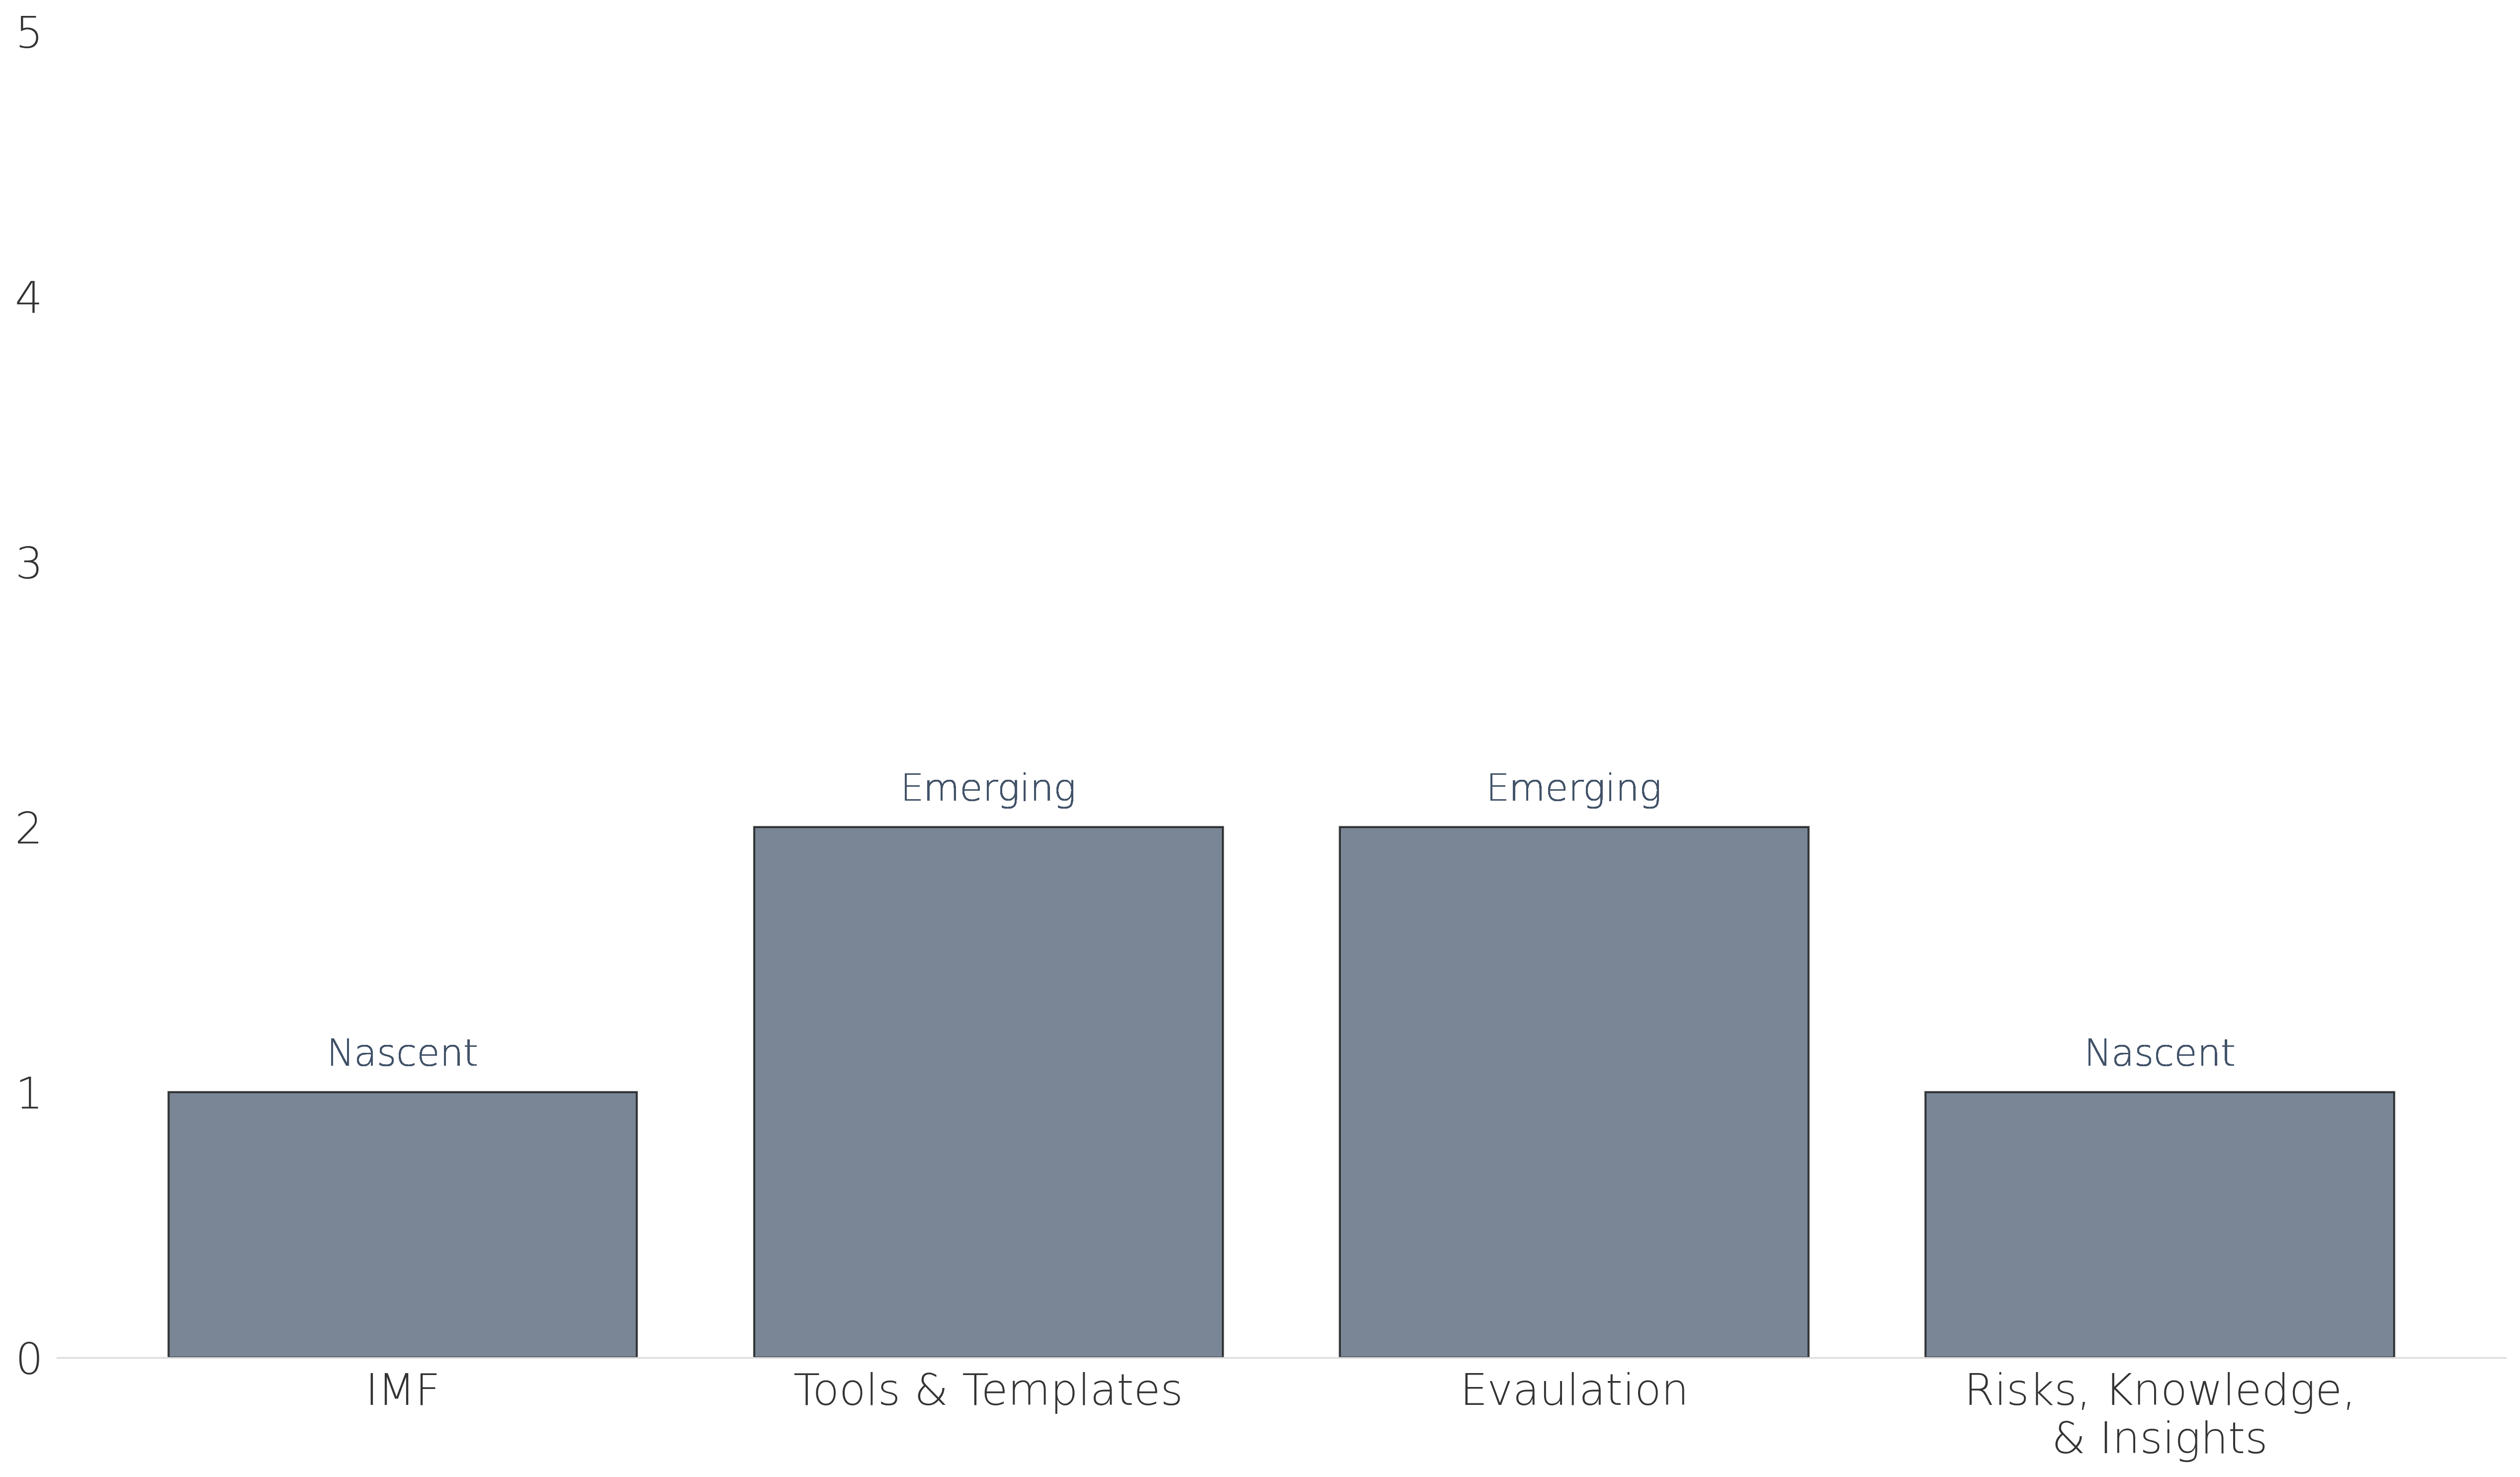 5
4
3
2
1
0
Emerging
Emerging
Nascent
Nascent
IMF
Tools & Templates
Evaulation
Risks, Knowledge,
& Insights